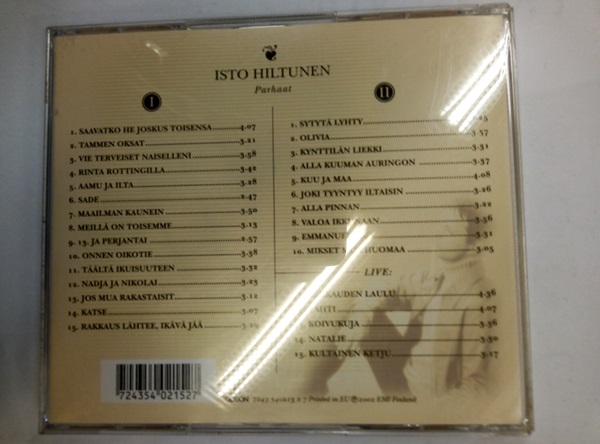 ISTO HILTUNEN
Parhaat
I
1. SAAVATKO HE JOSKUS TOISENSA 4.07
2. TAMMEN OKSAT 3.21
3. VIE TERVEISET NAISELLENI 3.58
4. RINTA ROTTINGILLA 3.42
5. AAMU JA ILTA 3.28
6. SADE 2.47
7. MAAILMAN KAUNEIN 3.50
8. MEILLÄ ON TOISEMME 3.13
9. 13. JA PERJANTAI 2.57
10. ONNEN OIKOTIE 3.38
11. TÄÄLTÄ IKUISUUTEEN 3.32
12. NADJA JA NIKOLAI 3.23
13. JOS MUA RAKASTAISIT 3.12
14. KATSE 3.07
15. RAKKAUS LÄHTEE, IKÄVÄ JÄÄ
II
1. SYTYTÄ LYHTY
2. OLIVIA 3.57
3. KYNTTILÄN LIEKKI 3.31
4. ALLA KUUMAN AURINGON 3.37
5. KUU JA MAA 4.08
6. JOKI TYYNTYY ILTAISIN 3.26
7. ALLA PINNAN 3.22
8. VALOA 3.56
9. 3.31
10. MIKSET HUOMAA 3.05
LIVE:
LAULU 4.36
4.07
KOIVUKUJA 3.36
14. NATALIE 3.30
15. KULTAINEN KETJU 3.17
724354 021527
Printed in EU ℗2002 EMI Finland